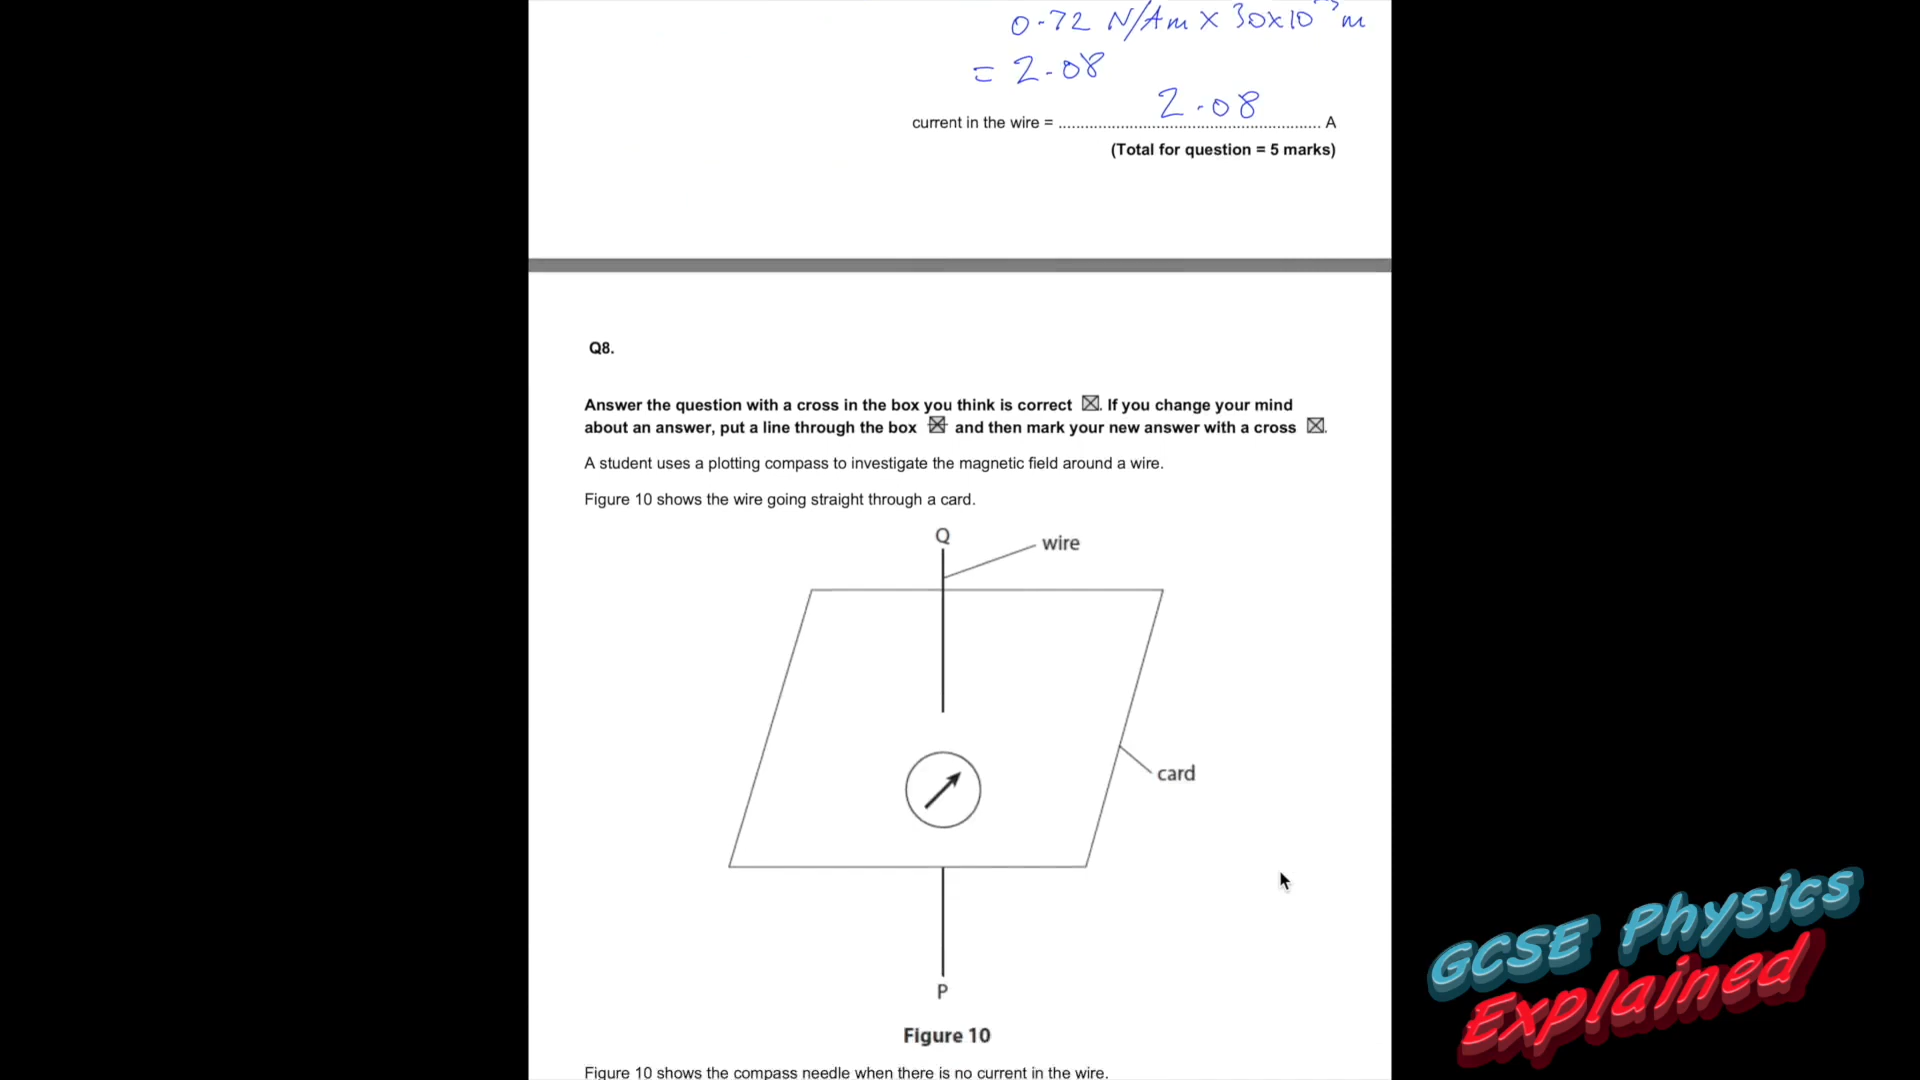 0.72 N/Am × 30×10⁻³ m
= 2.08
2.08
current in the wire = ............................................................ A
(Total for question = 5 marks)
Q8.
Answer the question with a cross in the box you think is correct ☒. If you change your mind
about an answer, put a line through the box and then mark your new answer with a cross ☒.
A student uses a plotting compass to investigate the magnetic field around a wire.
Figure 10 shows the wire going straight through a card.
Q
wire
card
P
Figure 10
Figure 10 shows the compass needle when there is no current in the wire.
GCSE Physics
Explained